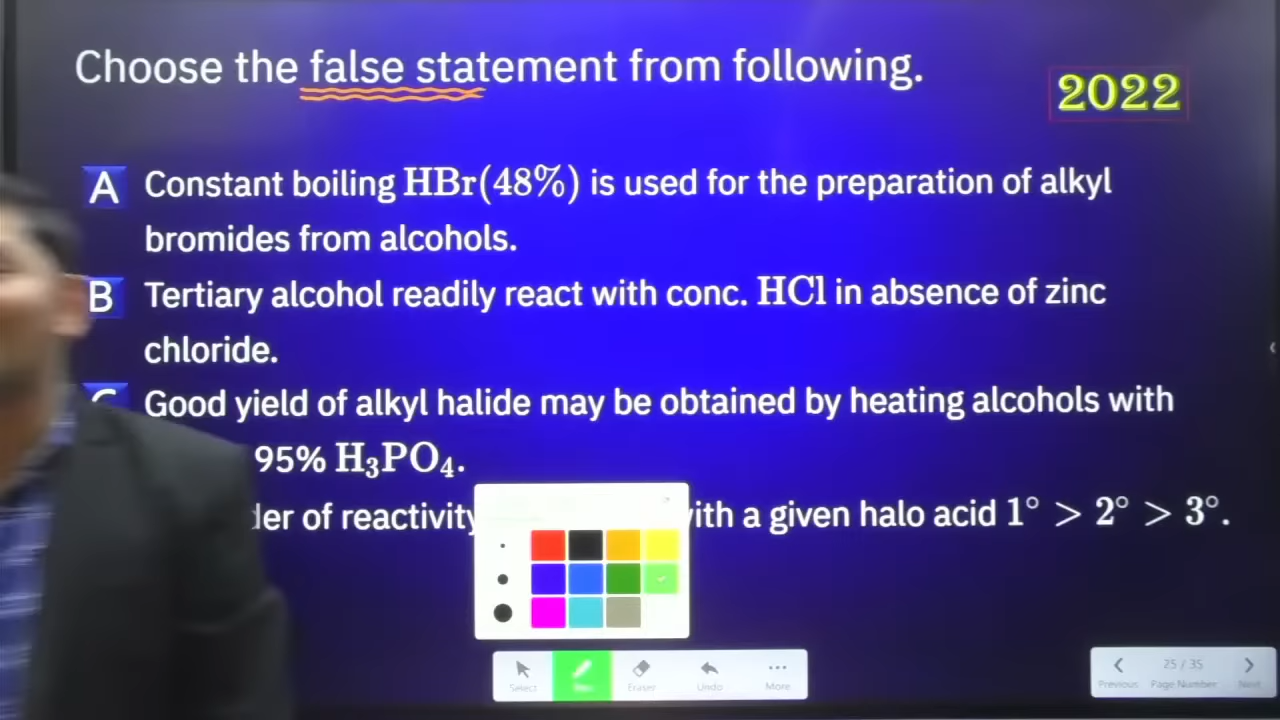 Choose the false statement from following.
2022
A Constant boiling HBr(48%) is used for the preparation of alkyl
bromides from alcohols.
B Tertiary alcohol readily react with conc. HCl in absence of zinc
chloride.
Good yield of alkyl halide may be obtained by heating alcohols with
95% H₃PO₄.
of reactivity with a given halo acid 1° > 2° > 3°.
Select Eraser Undo More
25 / 35
Previous Page Number Next